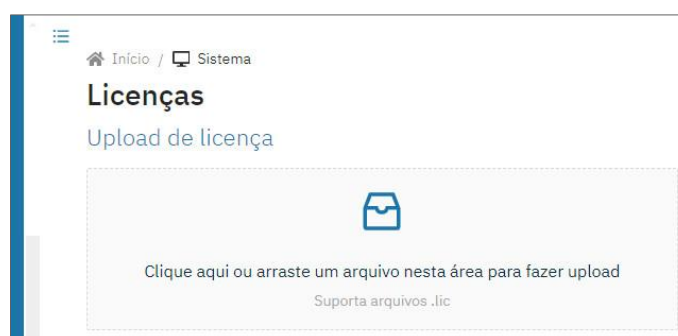 Início / Sistema
Licenças
Upload de licença
Clique aqui ou arraste um arquivo nesta área para fazer upload
Suporta arquivos .lic